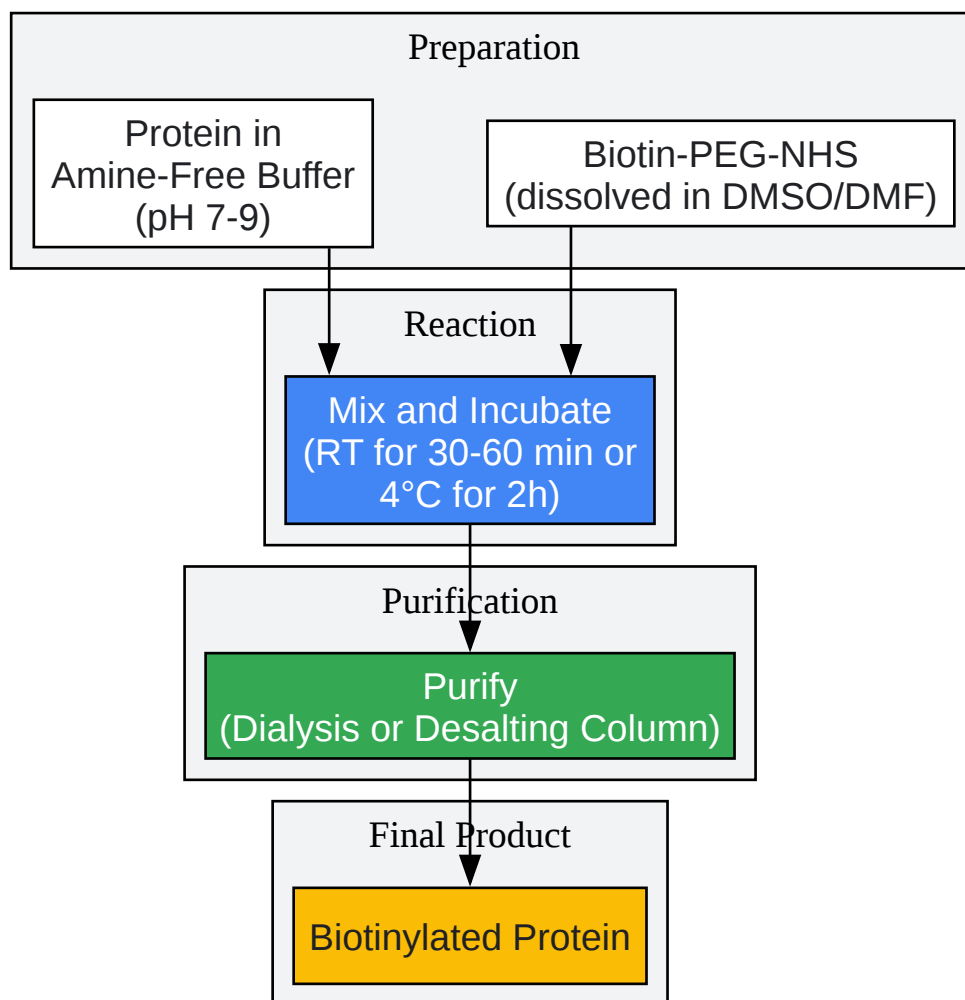 Preparation
Protein in
Amine-Free Buffer
(pH 7-9)
Biotin-PEG-NHS
(dissolved in DMSO/DMF)
Reaction
Mix and Incubate
(RT for 30-60 min or
4°C for 2h)
Purification
Purify
(Dialysis or Desalting Column)
Final Product
Biotinylated Protein